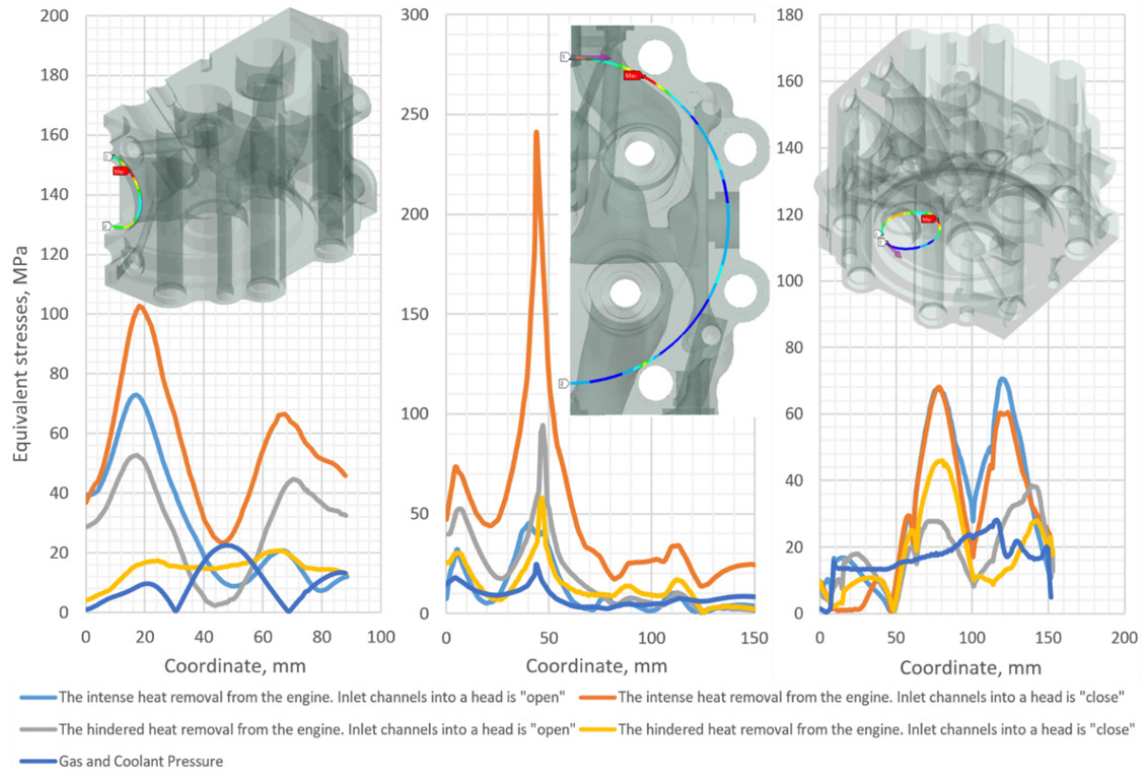 Equivalent stresses, MPa
200
180
160
140
120
100
80
60
40
20
0
0 20 40 60 80 100
Coordinate, mm
300
250
200
150
100
50
0
0 50 100 150
Coordinate, mm
180
160
140
120
100
80
60
40
20
0
0 50 100 150 200
Coordinate, mm
Max
Max
Max
1
2
The intense heat removal from the engine. Inlet channels into a head is "open"
The intense heat removal from the engine. Inlet channels into a head is "close"
The hindered heat removal from the engine. Inlet channels into a head is "open"
The hindered heat removal from the engine. Inlet channels into a head is "close"
Gas and Coolant Pressure